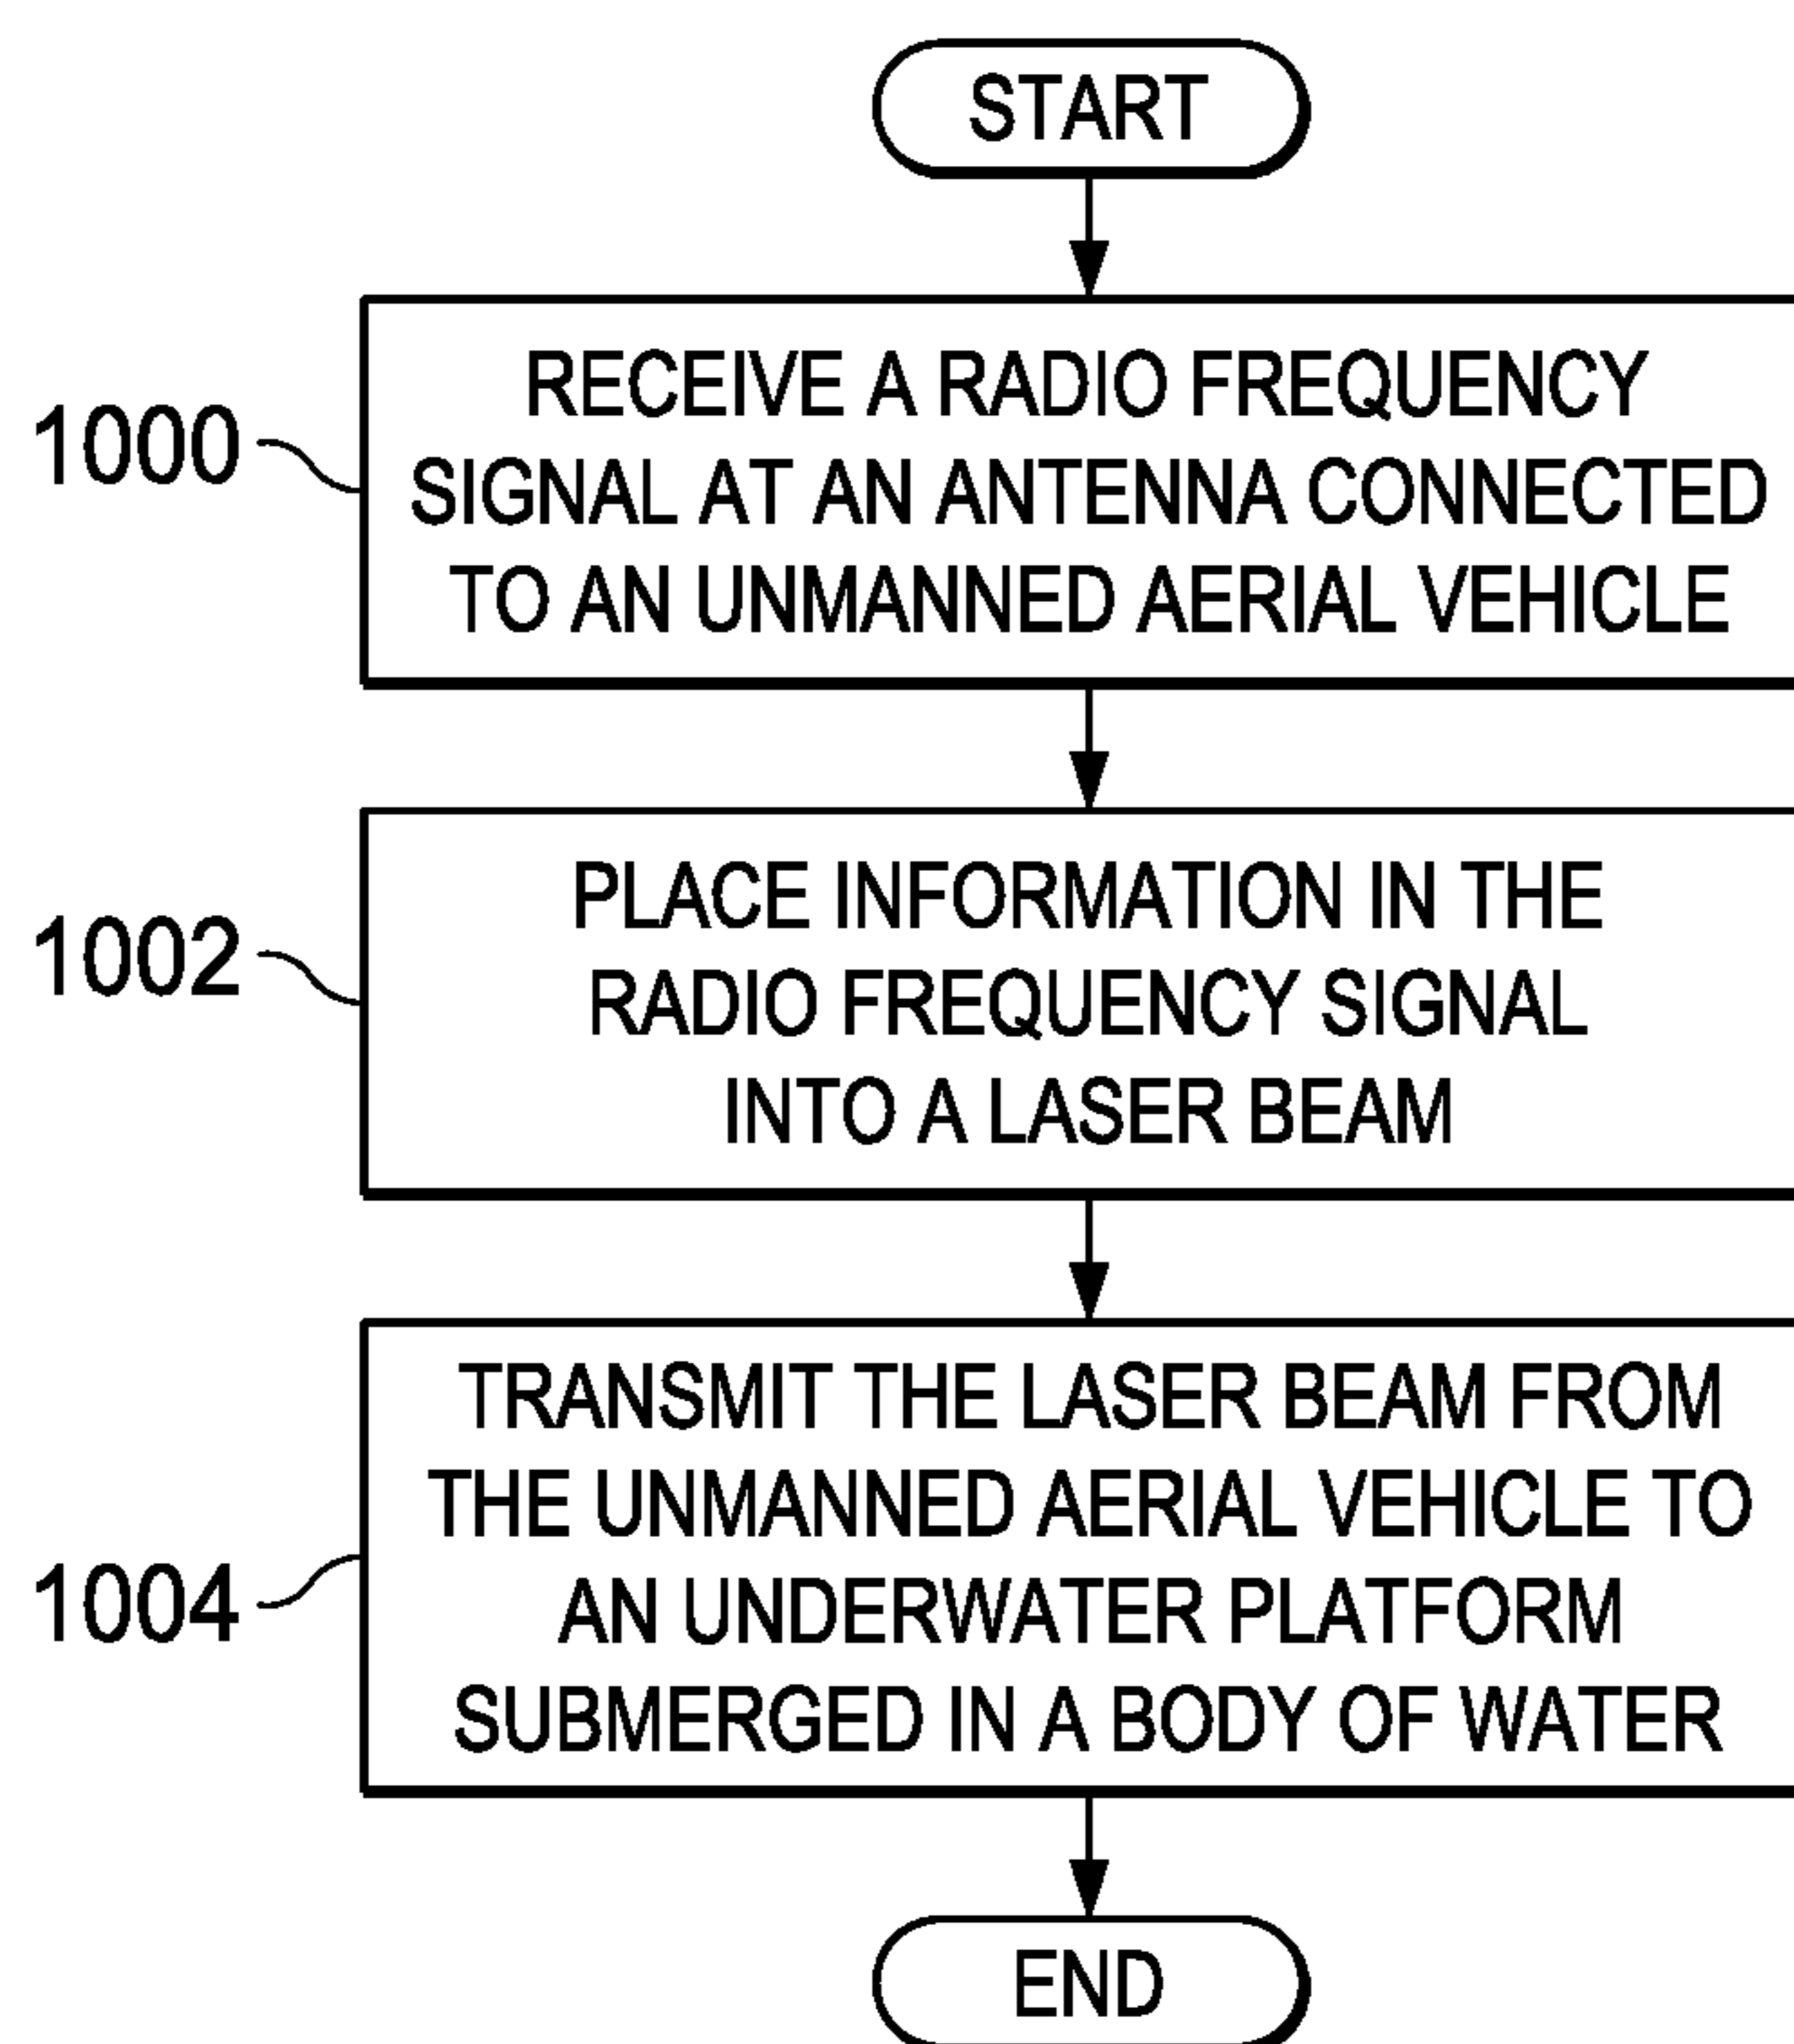 START
1000
RECEIVE A RADIO FREQUENCY
SIGNAL AT AN ANTENNA CONNECTED
TO AN UNMANNED AERIAL VEHICLE
1002
PLACE INFORMATION IN THE
RADIO FREQUENCY SIGNAL
INTO A LASER BEAM
1004
TRANSMIT THE LASER BEAM FROM
THE UNMANNED AERIAL VEHICLE TO
AN UNDERWATER PLATFORM
SUBMERGED IN A BODY OF WATER
END